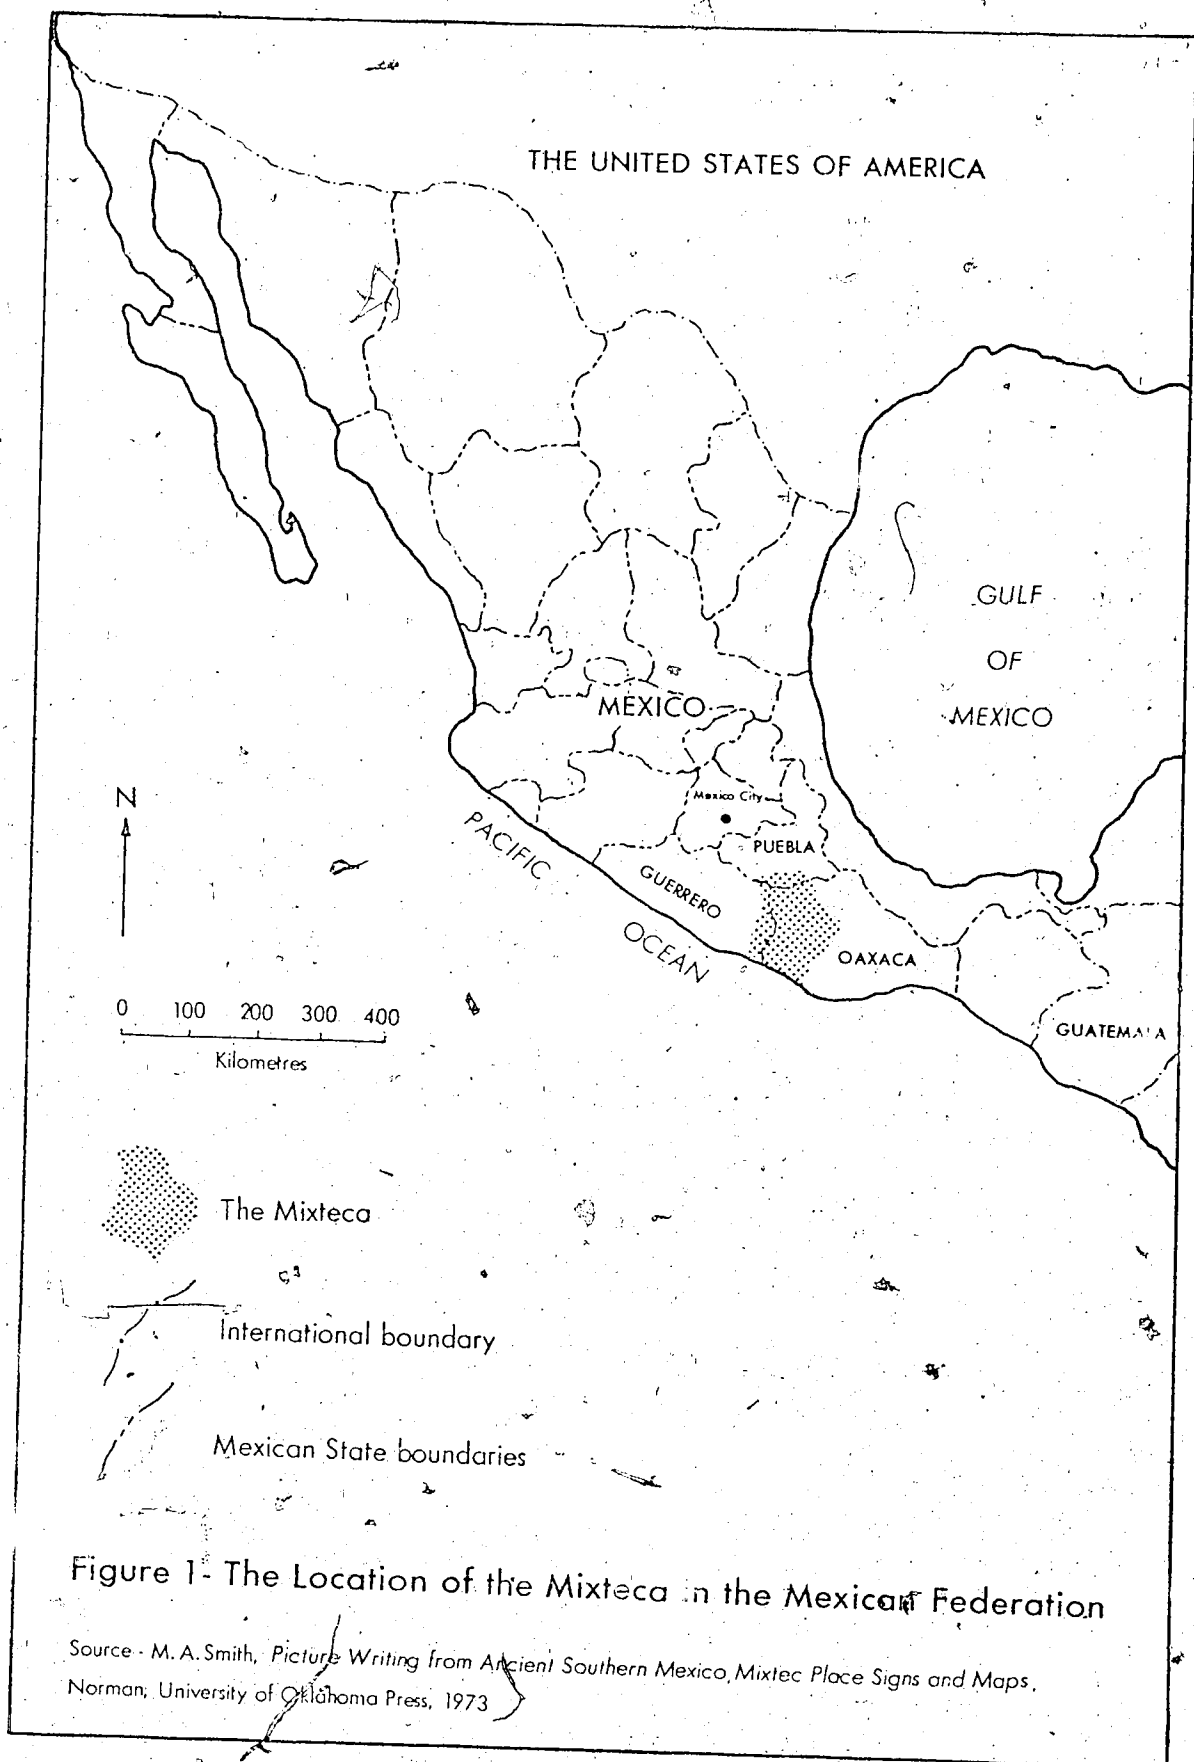 THE UNITED STATES OF AMERICA
GULF
OF
MEXICO
MEXICO
N
Mexico City
PACIFIC
PUEBLA
GUERRERO
OCEAN
OAXACA
0 100 200 300 400
GUATEMALA
Kilometres
The Mixteca
International boundary
Mexican State boundaries
Figure 1- The Location of the Mixteca in the Mexican Federation
Source - M. A. Smith, Picture Writing from Ancient Southern Mexico, Mixtec Place Signs and Maps,
Norman; University of Oklahoma Press, 1973